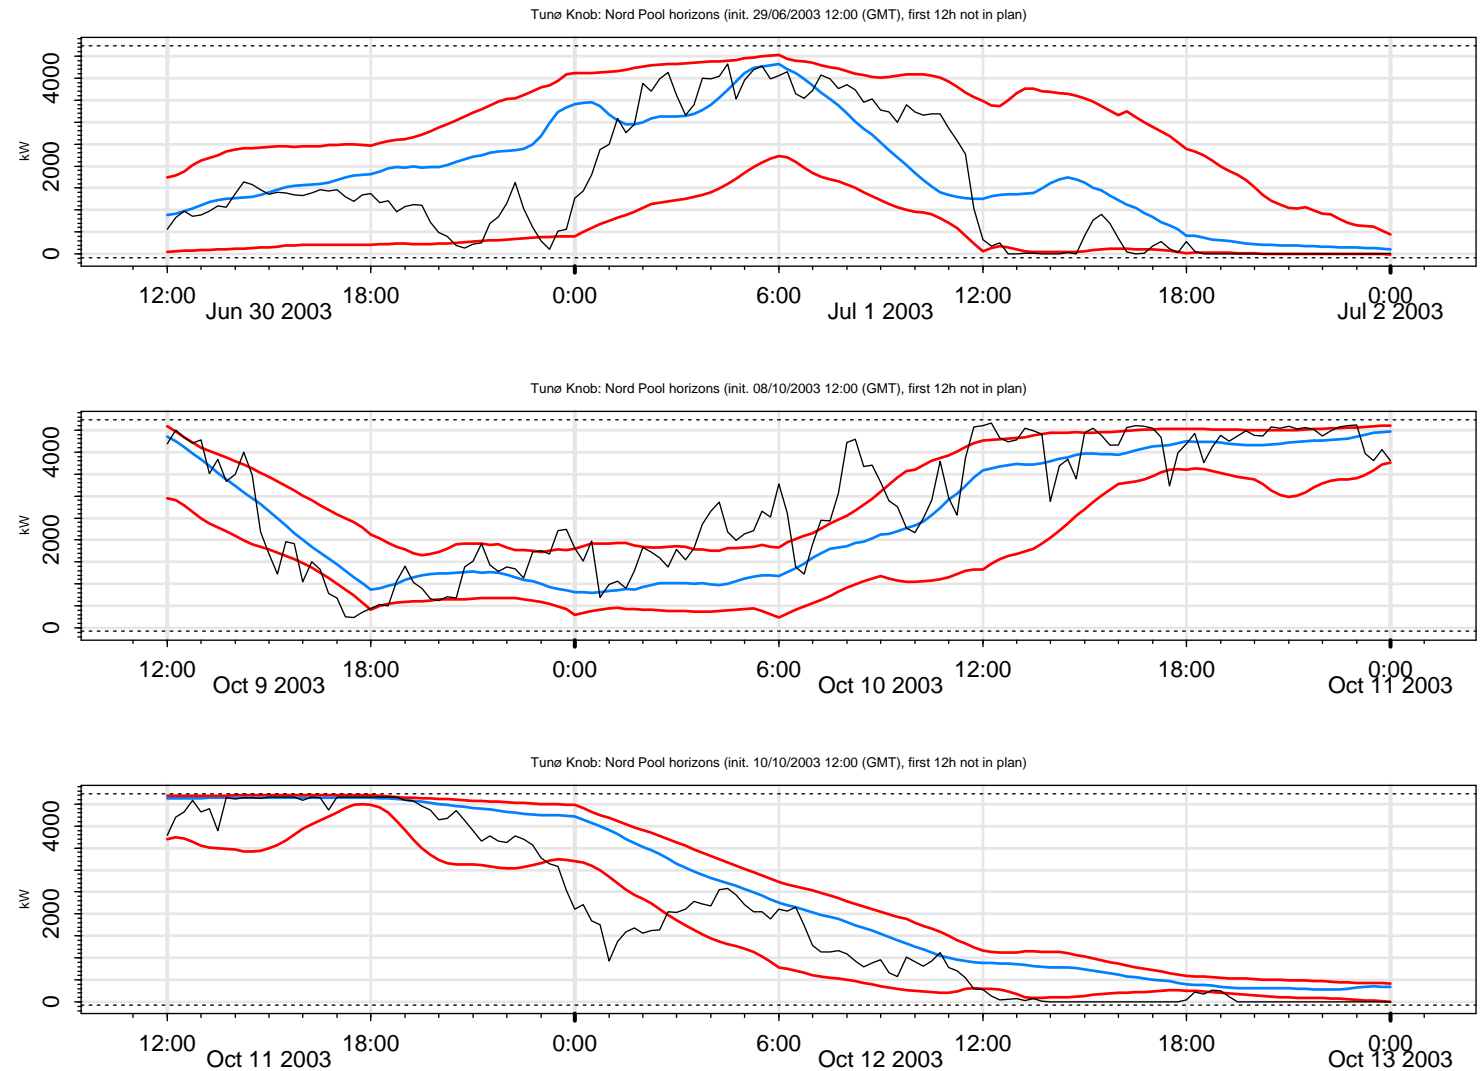 Tunø Knob: Nord Pool horizons (init. 29/06/2003 12:00 (GMT), first 12h not in plan)
kW
4000
2000
0
12:00 18:00 0:00 6:00 12:00 18:00 0:00
Jun 30 2003 Jul 1 2003 Jul 2 2003
Tunø Knob: Nord Pool horizons (init. 08/10/2003 12:00 (GMT), first 12h not in plan)
kW
4000
2000
0
12:00 18:00 0:00 6:00 12:00 18:00 0:00
Oct 9 2003 Oct 10 2003 Oct 11 2003
Tunø Knob: Nord Pool horizons (init. 10/10/2003 12:00 (GMT), first 12h not in plan)
kW
4000
2000
0
12:00 18:00 0:00 6:00 12:00 18:00 0:00
Oct 11 2003 Oct 12 2003 Oct 13 2003